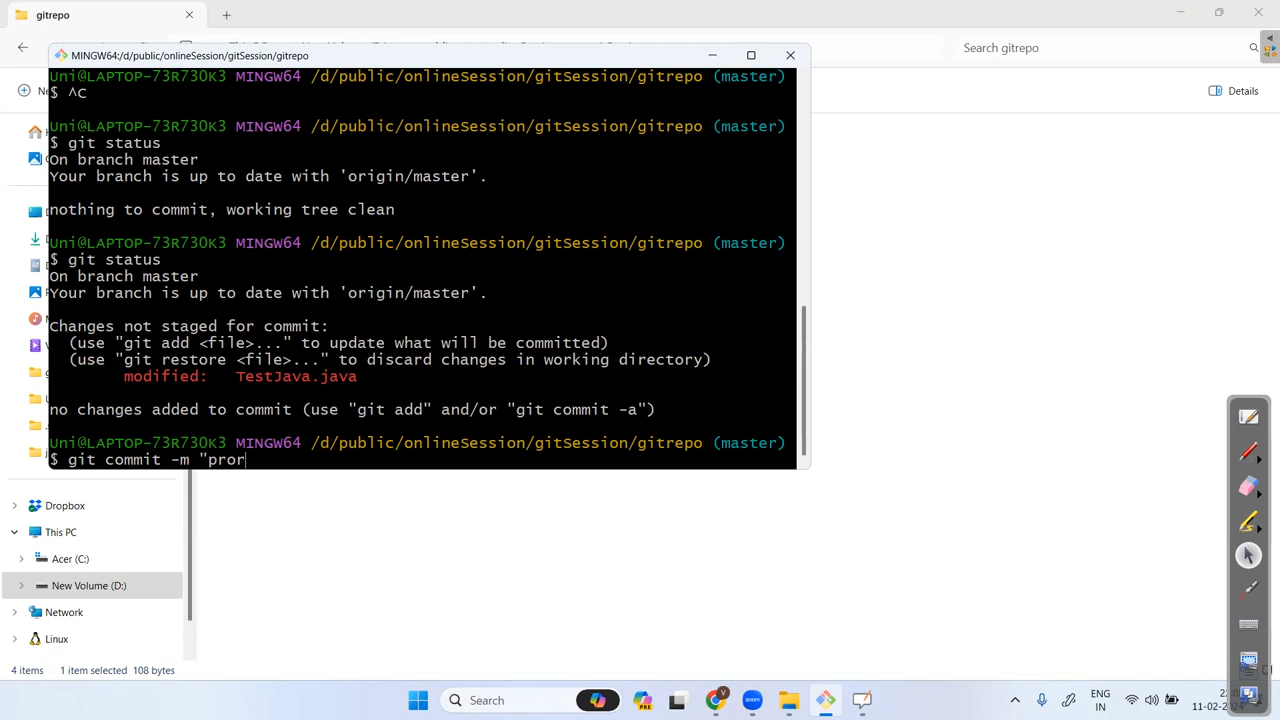 gitrepo
MINGW64:/d/public/onlineSession/gitSession/gitrepo
Search gitrepo
Details
Uni@LAPTOP-73R730K3 MINGW64 /d/public/onlineSession/gitSession/gitrepo (master)
$ ^C
Uni@LAPTOP-73R730K3 MINGW64 /d/public/onlineSession/gitSession/gitrepo (master)
$ git status
On branch master
Your branch is up to date with 'origin/master'.
nothing to commit, working tree clean
Uni@LAPTOP-73R730K3 MINGW64 /d/public/onlineSession/gitSession/gitrepo (master)
$ git status
On branch master
Your branch is up to date with 'origin/master'.
Changes not staged for commit:
(use "git add <file>..." to update what will be committed)
(use "git restore <file>..." to discard changes in working directory)
modified: TestJava.java
no changes added to commit (use "git add" and/or "git commit -a")
Uni@LAPTOP-73R730K3 MINGW64 /d/public/onlineSession/gitSession/gitrepo (master)
$ git commit -m "pror
Dropbox
This PC
Acer (C:)
New Volume (D:)
Network
Linux
4 items 1 item selected 108 bytes
Search
ENG
IN